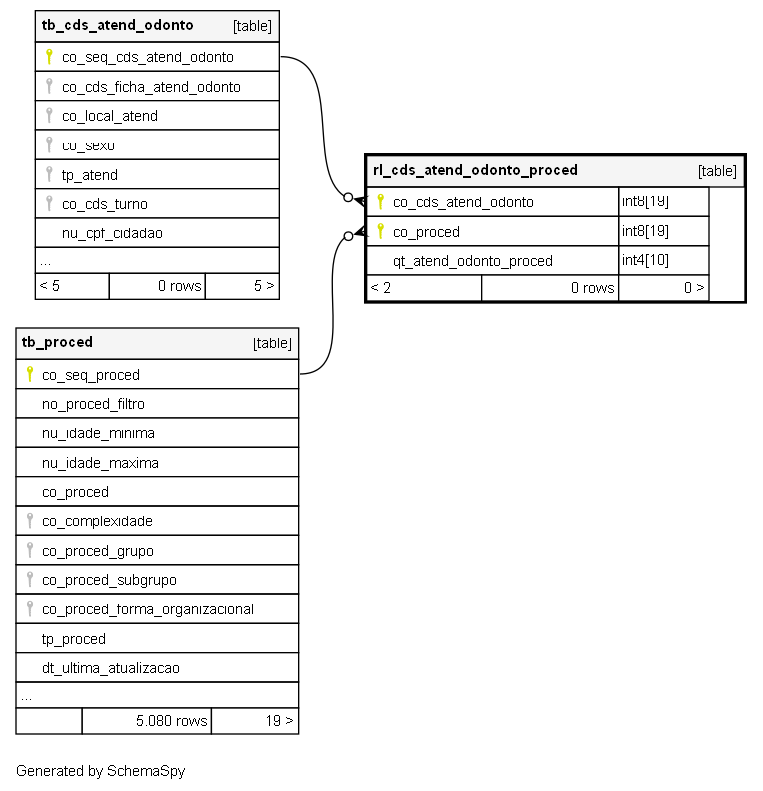 tb_cds_atend_odonto [table]
co_seq_cds_atend_odonto
co_cds_ficha_atend_odonto
co_local_atend
co_sexo
tp_atend
co_cds_turno
nu_cpf_cidadao
...
< 5 0 rows 5 >
rl_cds_atend_odonto_proced [table]
co_cds_atend_odonto int8[19]
co_proced int8[19]
qt_atend_odonto_proced int4[10]
< 2 0 rows 0 >
tb_proced [table]
co_seq_proced
no_proced_filtro
nu_idade_minima
nu_idade_maxima
co_proced
co_complexidade
co_proced_grupo
co_proced_subgrupo
co_proced_forma_organizacional
tp_proced
dt_ultima_atualizacao
...
5.080 rows 19 >
Generated by SchemaSpy